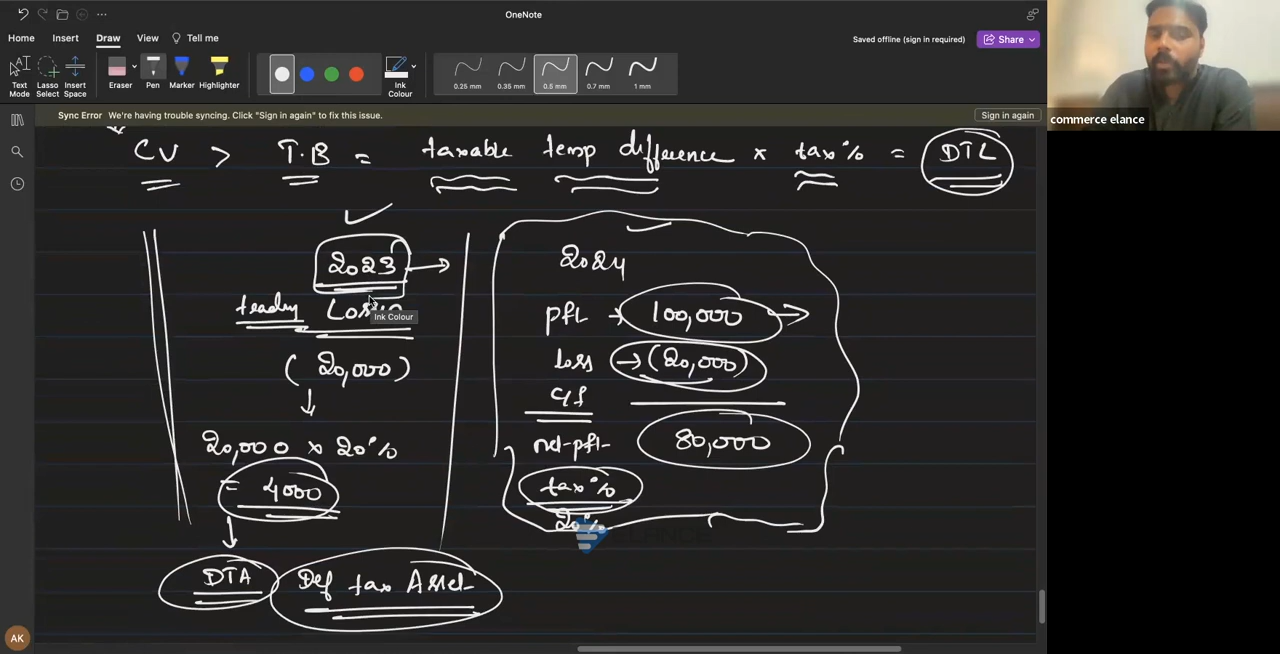 OneNote
Home Insert Draw View Tell me
Saved offline (sign in required) Share
Text Mode
Lasso Select
Insert Space
Eraser Pen Marker Highlighter
Ink Colour
0.25 mm 0.35 mm 0.5 mm 0.7 mm 1 mm
Sync Error We're having trouble syncing. Click "Sign in again" to fix this issue. Sign in again
commerce elance
CV > T.B = taxable temp difference × tax % = DTL
2023 →
trading Loss
Ink Colour
(20,000)
20,000 × 20%
= 4000
DTA Def tax Asset
2024
pft → 100,000 →
loss → (20,000)
c/f
net-pft- 80,000
tax %
20%
ELANCE
AK